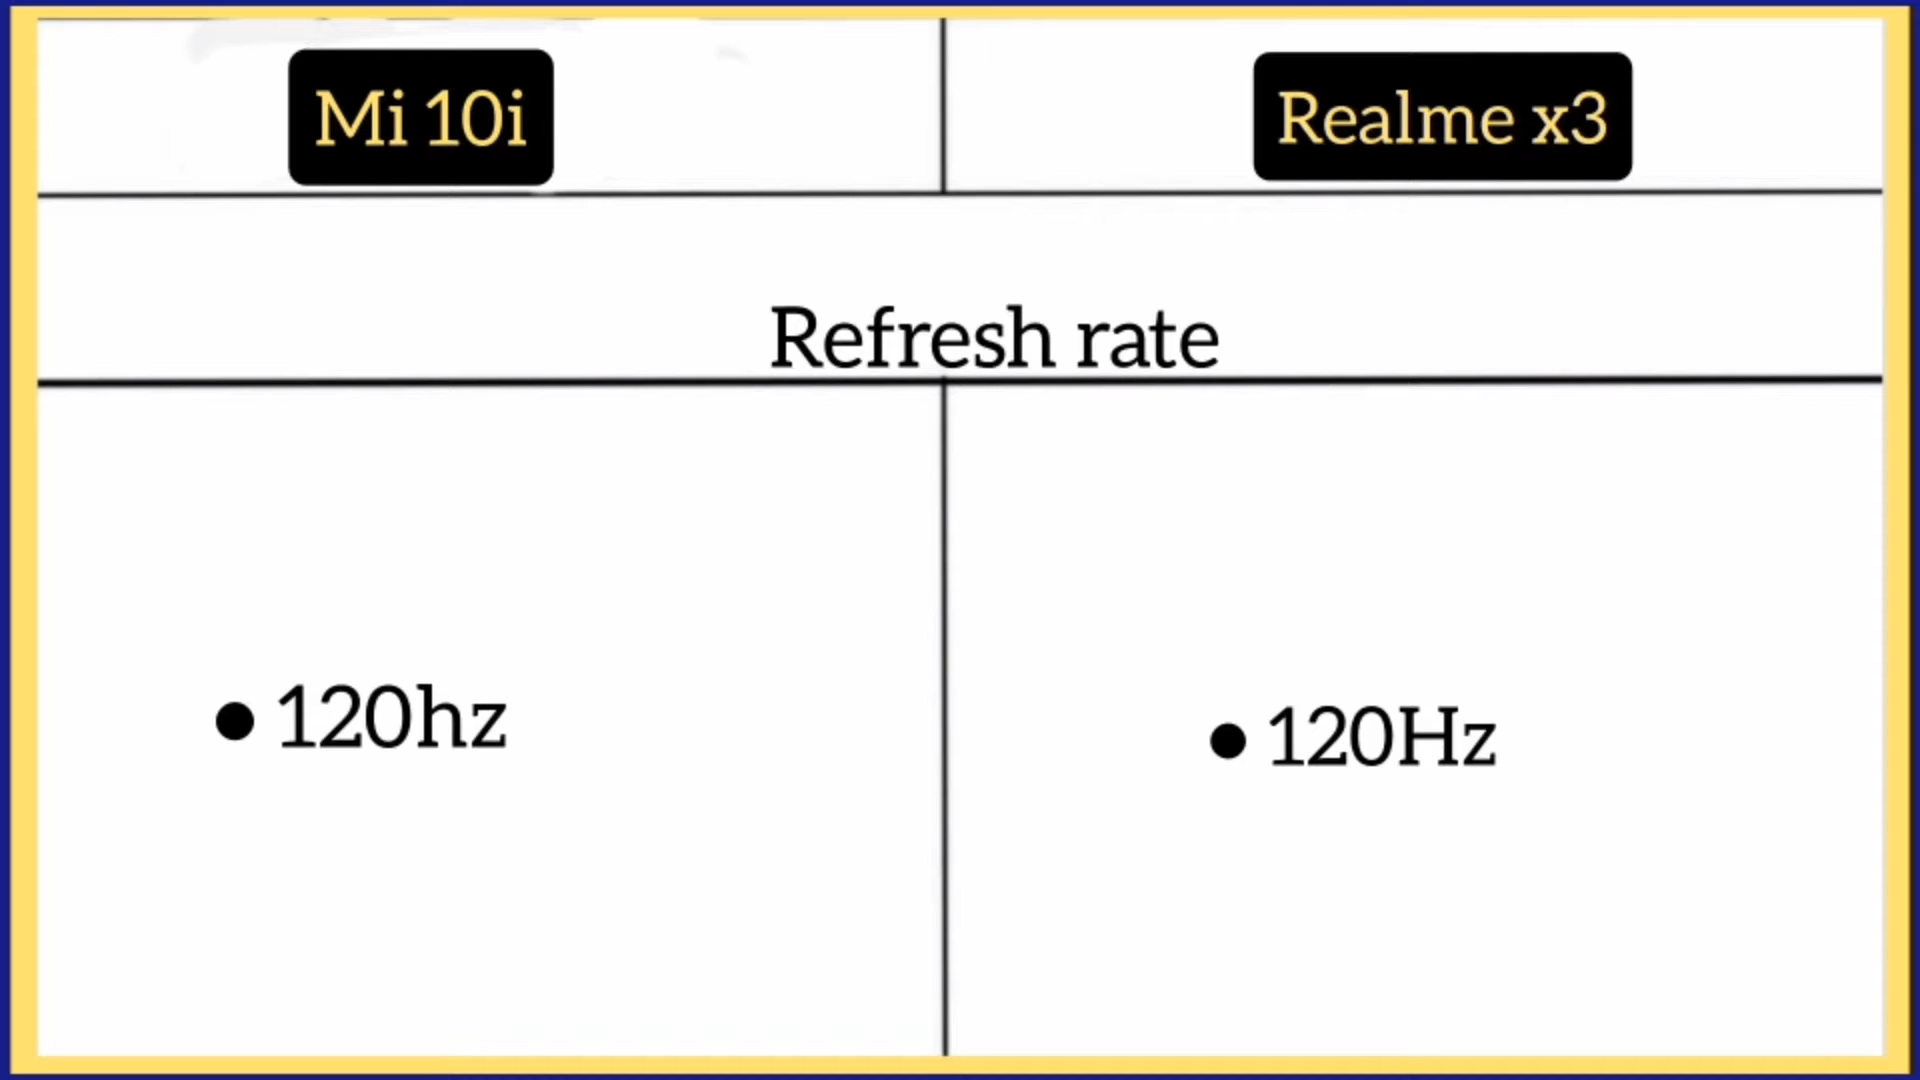 Mi 10i
Realme x3
Refresh rate
● 120hz
● 120Hz